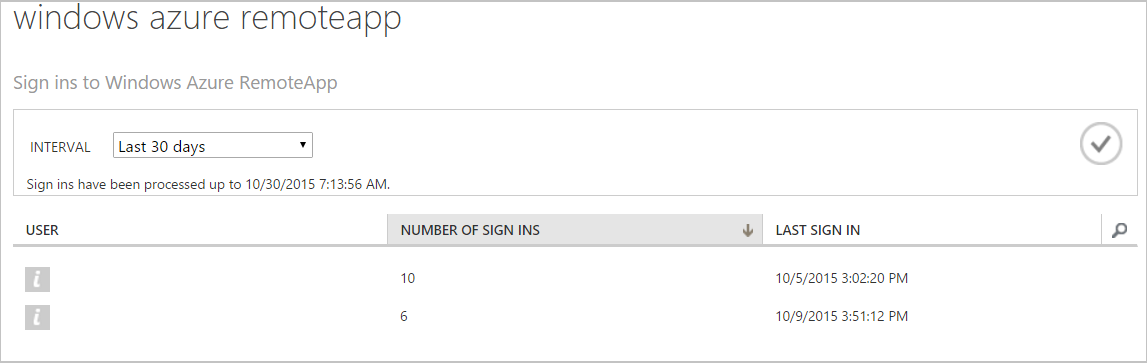 windows azure remoteapp
Sign ins to Windows Azure RemoteApp
INTERVAL Last 30 days
Sign ins have been processed up to 10/30/2015 7:13:56 AM.
USER NUMBER OF SIGN INS LAST SIGN IN
i 10 10/5/2015 3:02:20 PM
i 6 10/9/2015 3:51:12 PM